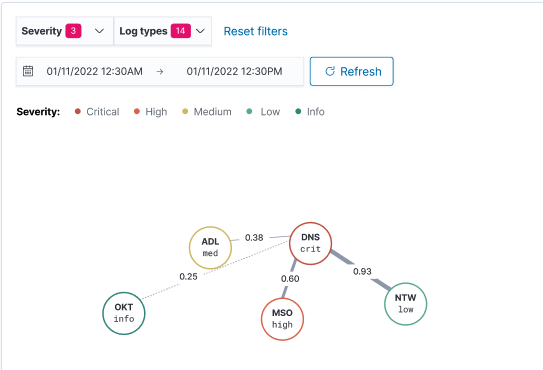 Severity 3 Log types 14 Reset filters
01/11/2022 12:30AM → 01/11/2022 12:30PM Refresh
Severity: Critical High Medium Low Info
ADL
med
0.38
DNS
crit
0.25
0.60
0.93
OKT
info
MSO
high
NTW
low